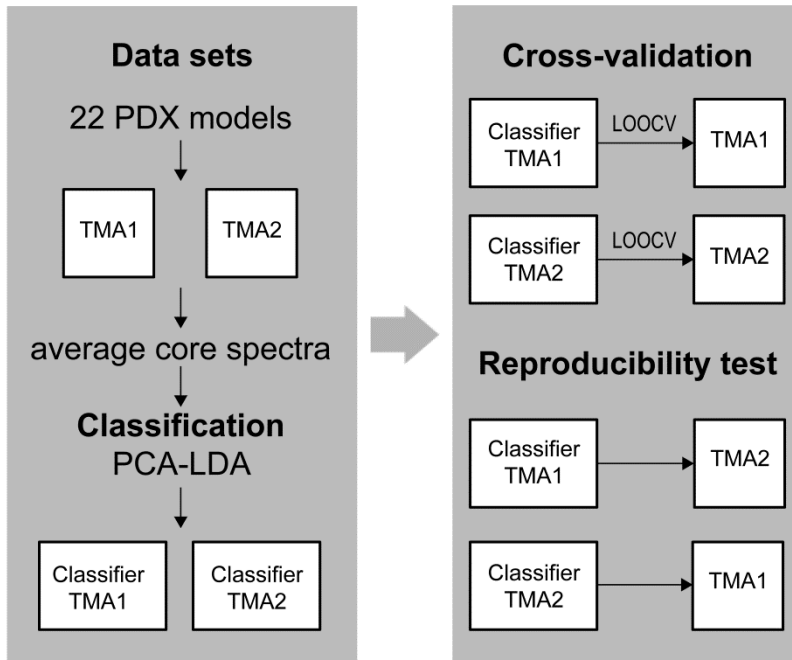 Data sets
22 PDX models
TMA1
TMA2
average core spectra
Classification
PCA-LDA
Classifier
TMA1
Classifier
TMA2
Cross-validation
Classifier
TMA1
LOOCV
TMA1
Classifier
TMA2
LOOCV
TMA2
Reproducibility test
Classifier
TMA1
TMA2
Classifier
TMA2
TMA1